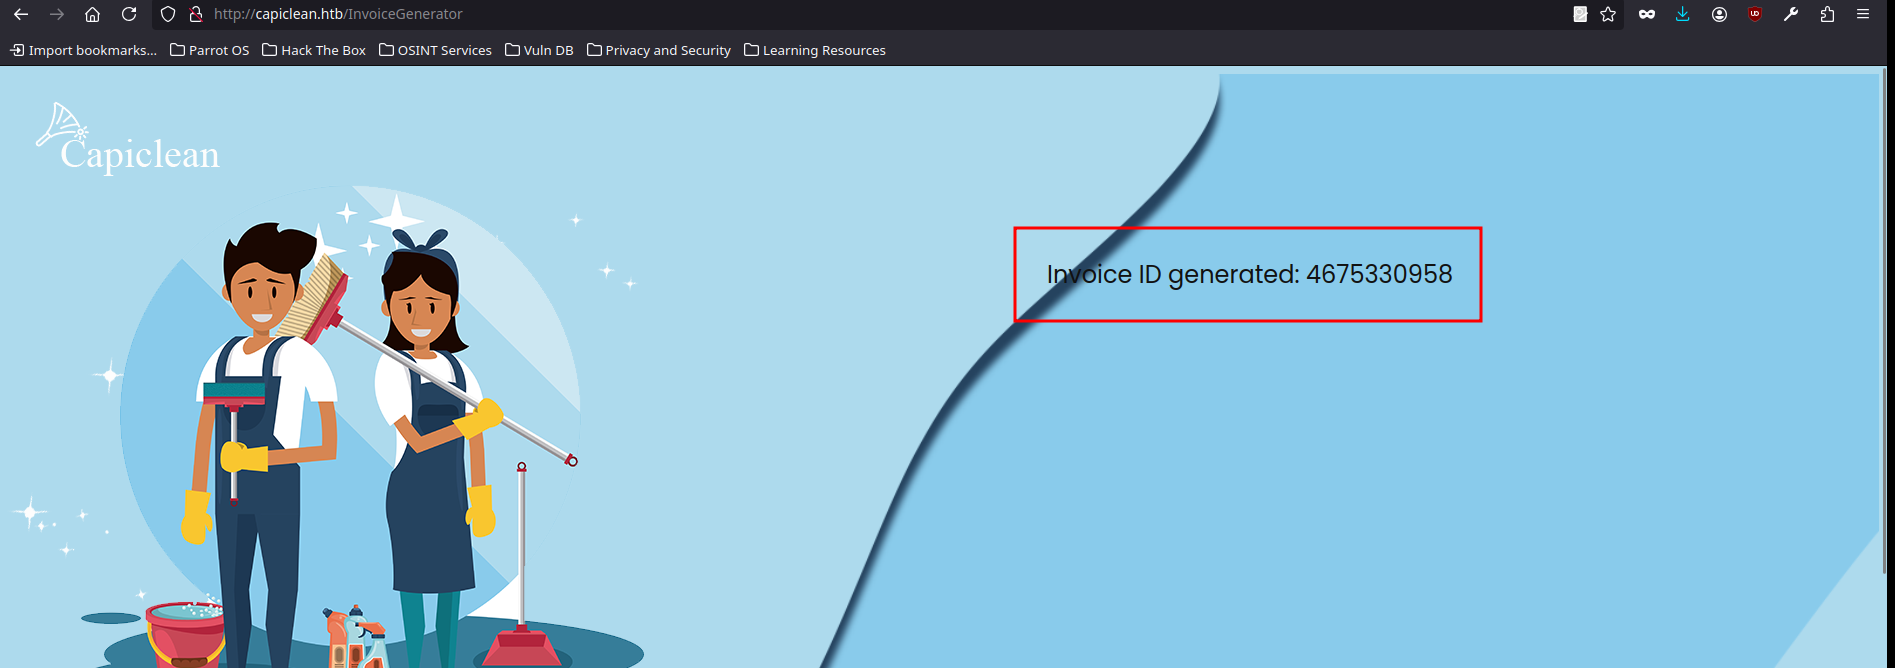 http://capiclean.htb/InvoiceGenerator
Import bookmarks... Parrot OS Hack The Box OSINT Services Vuln DB Privacy and Security Learning Resources
Capiclean
Invoice ID generated: 4675330958